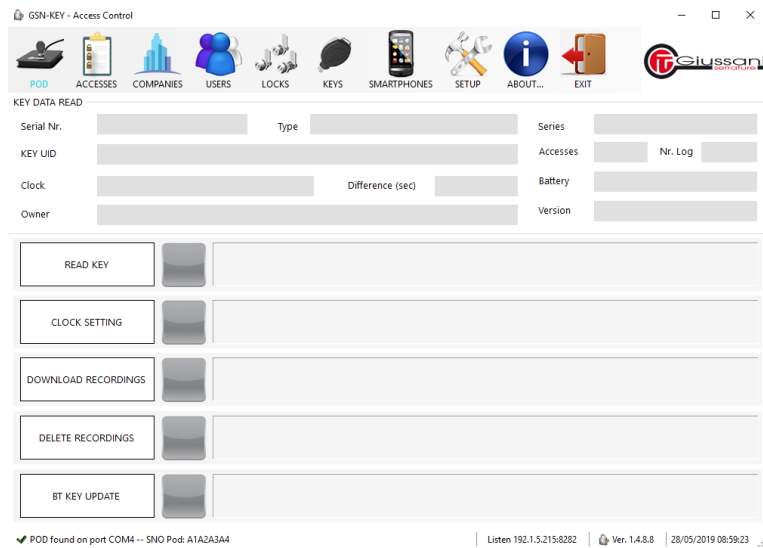 GSN-KEY - Access Control
Giussani
serrature
POD ACCESSES COMPANIES USERS LOCKS KEYS SMARTPHONES SETUP ABOUT... EXIT
KEY DATA READ
Serial Nr. Type Series
KEY UID Accesses Nr. Log
Clock Difference (sec) Battery
Owner Version
READ KEY
CLOCK SETTING
DOWNLOAD RECORDINGS
DELETE RECORDINGS
BT KEY UPDATE
POD found on port COM4 -- SNO Pod: A1A2A3A4 Listen 192.1.5.215:8282 Ver. 1.4.8.8 28/05/2019 08:59:23